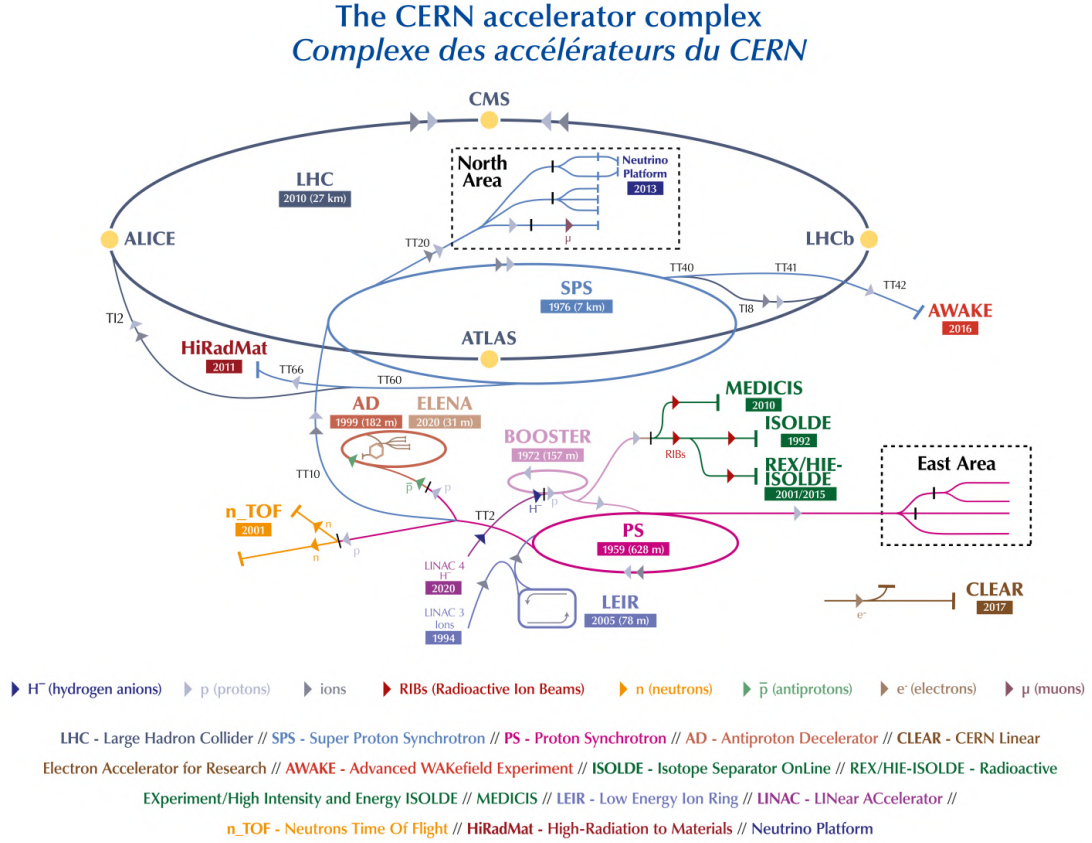 The CERN accelerator complex
Complexe des accélérateurs du CERN
CMS
North
Area
Neutrino
Platform
2013
LHC
2010 (27 km)
μ
ALICE
LHCb
TT20
TT40
TT41
TT42
SPS
1976 (7 km)
TI8
AWAKE
2016
TI2
ATLAS
HiRadMat
2011
TT66
TT60
AD
1999 (182 m)
ELENA
2020 (31 m)
MEDICIS
2010
ISOLDE
1992
BOOSTER
1972 (157 m)
RIBs
REX/HIE-
ISOLDE
2001/2015
East Area
TT10
p̅
p
H⁻
p
n_TOF
2001
n
n
p
TT2
PS
1959 (628 m)
LINAC 4
H⁻
2020
LINAC 3
Ions
1994
LEIR
2005 (78 m)
CLEAR
2017
e⁻
H⁻ (hydrogen anions)
p (protons)
ions
RIBs (Radioactive Ion Beams)
n (neutrons)
p̅ (antiprotons)
e⁻ (electrons)
μ (muons)
LHC - Large Hadron Collider // SPS - Super Proton Synchrotron // PS - Proton Synchrotron // AD - Antiproton Decelerator // CLEAR - CERN Linear
Electron Accelerator for Research // AWAKE - Advanced WAKefield Experiment // ISOLDE - Isotope Separator OnLine // REX/HIE-ISOLDE - Radioactive
EXperiment/High Intensity and Energy ISOLDE // MEDICIS // LEIR - Low Energy Ion Ring // LINAC - LINear ACcelerator //
n_TOF - Neutrons Time Of Flight // HiRadMat - High-Radiation to Materials // Neutrino Platform